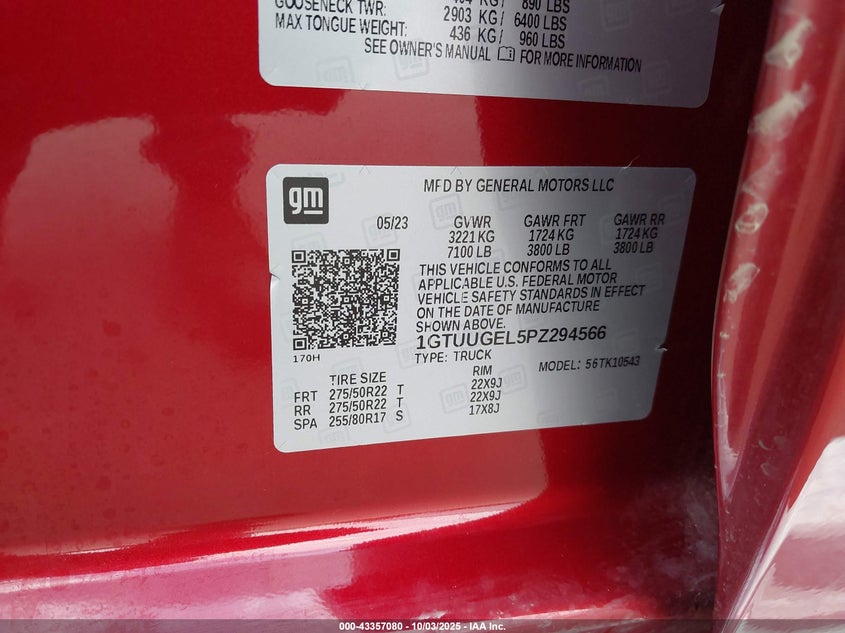 KG/ 890 LBS
GOOSENECK TWR: 2903 KG/ 6400 LBS
MAX TONGUE WEIGHT: 436 KG/ 960 LBS
SEE OWNER'S MANUAL FOR MORE INFORMATION
gm
MFD BY GENERAL MOTORS LLC
05/23 GVWR GAWR FRT GAWR RR
3221 KG 1724 KG 1724 KG
7100 LB 3800 LB 3800 LB
THIS VEHICLE CONFORMS TO ALL
APPLICABLE U.S. FEDERAL MOTOR
VEHICLE SAFETY STANDARDS IN EFFECT
ON THE DATE OF MANUFACTURE
SHOWN ABOVE.
1GTUUGEL5PZ294566
170H
TYPE: TRUCK MODEL: 56TK10543
TIRE SIZE RIM
FRT 275/50R22 T 22X9J
RR 275/50R22 T 22X9J
SPA 255/80R17 S 17X8J
000-43357080 - 10/03/2025 - IAA Inc.